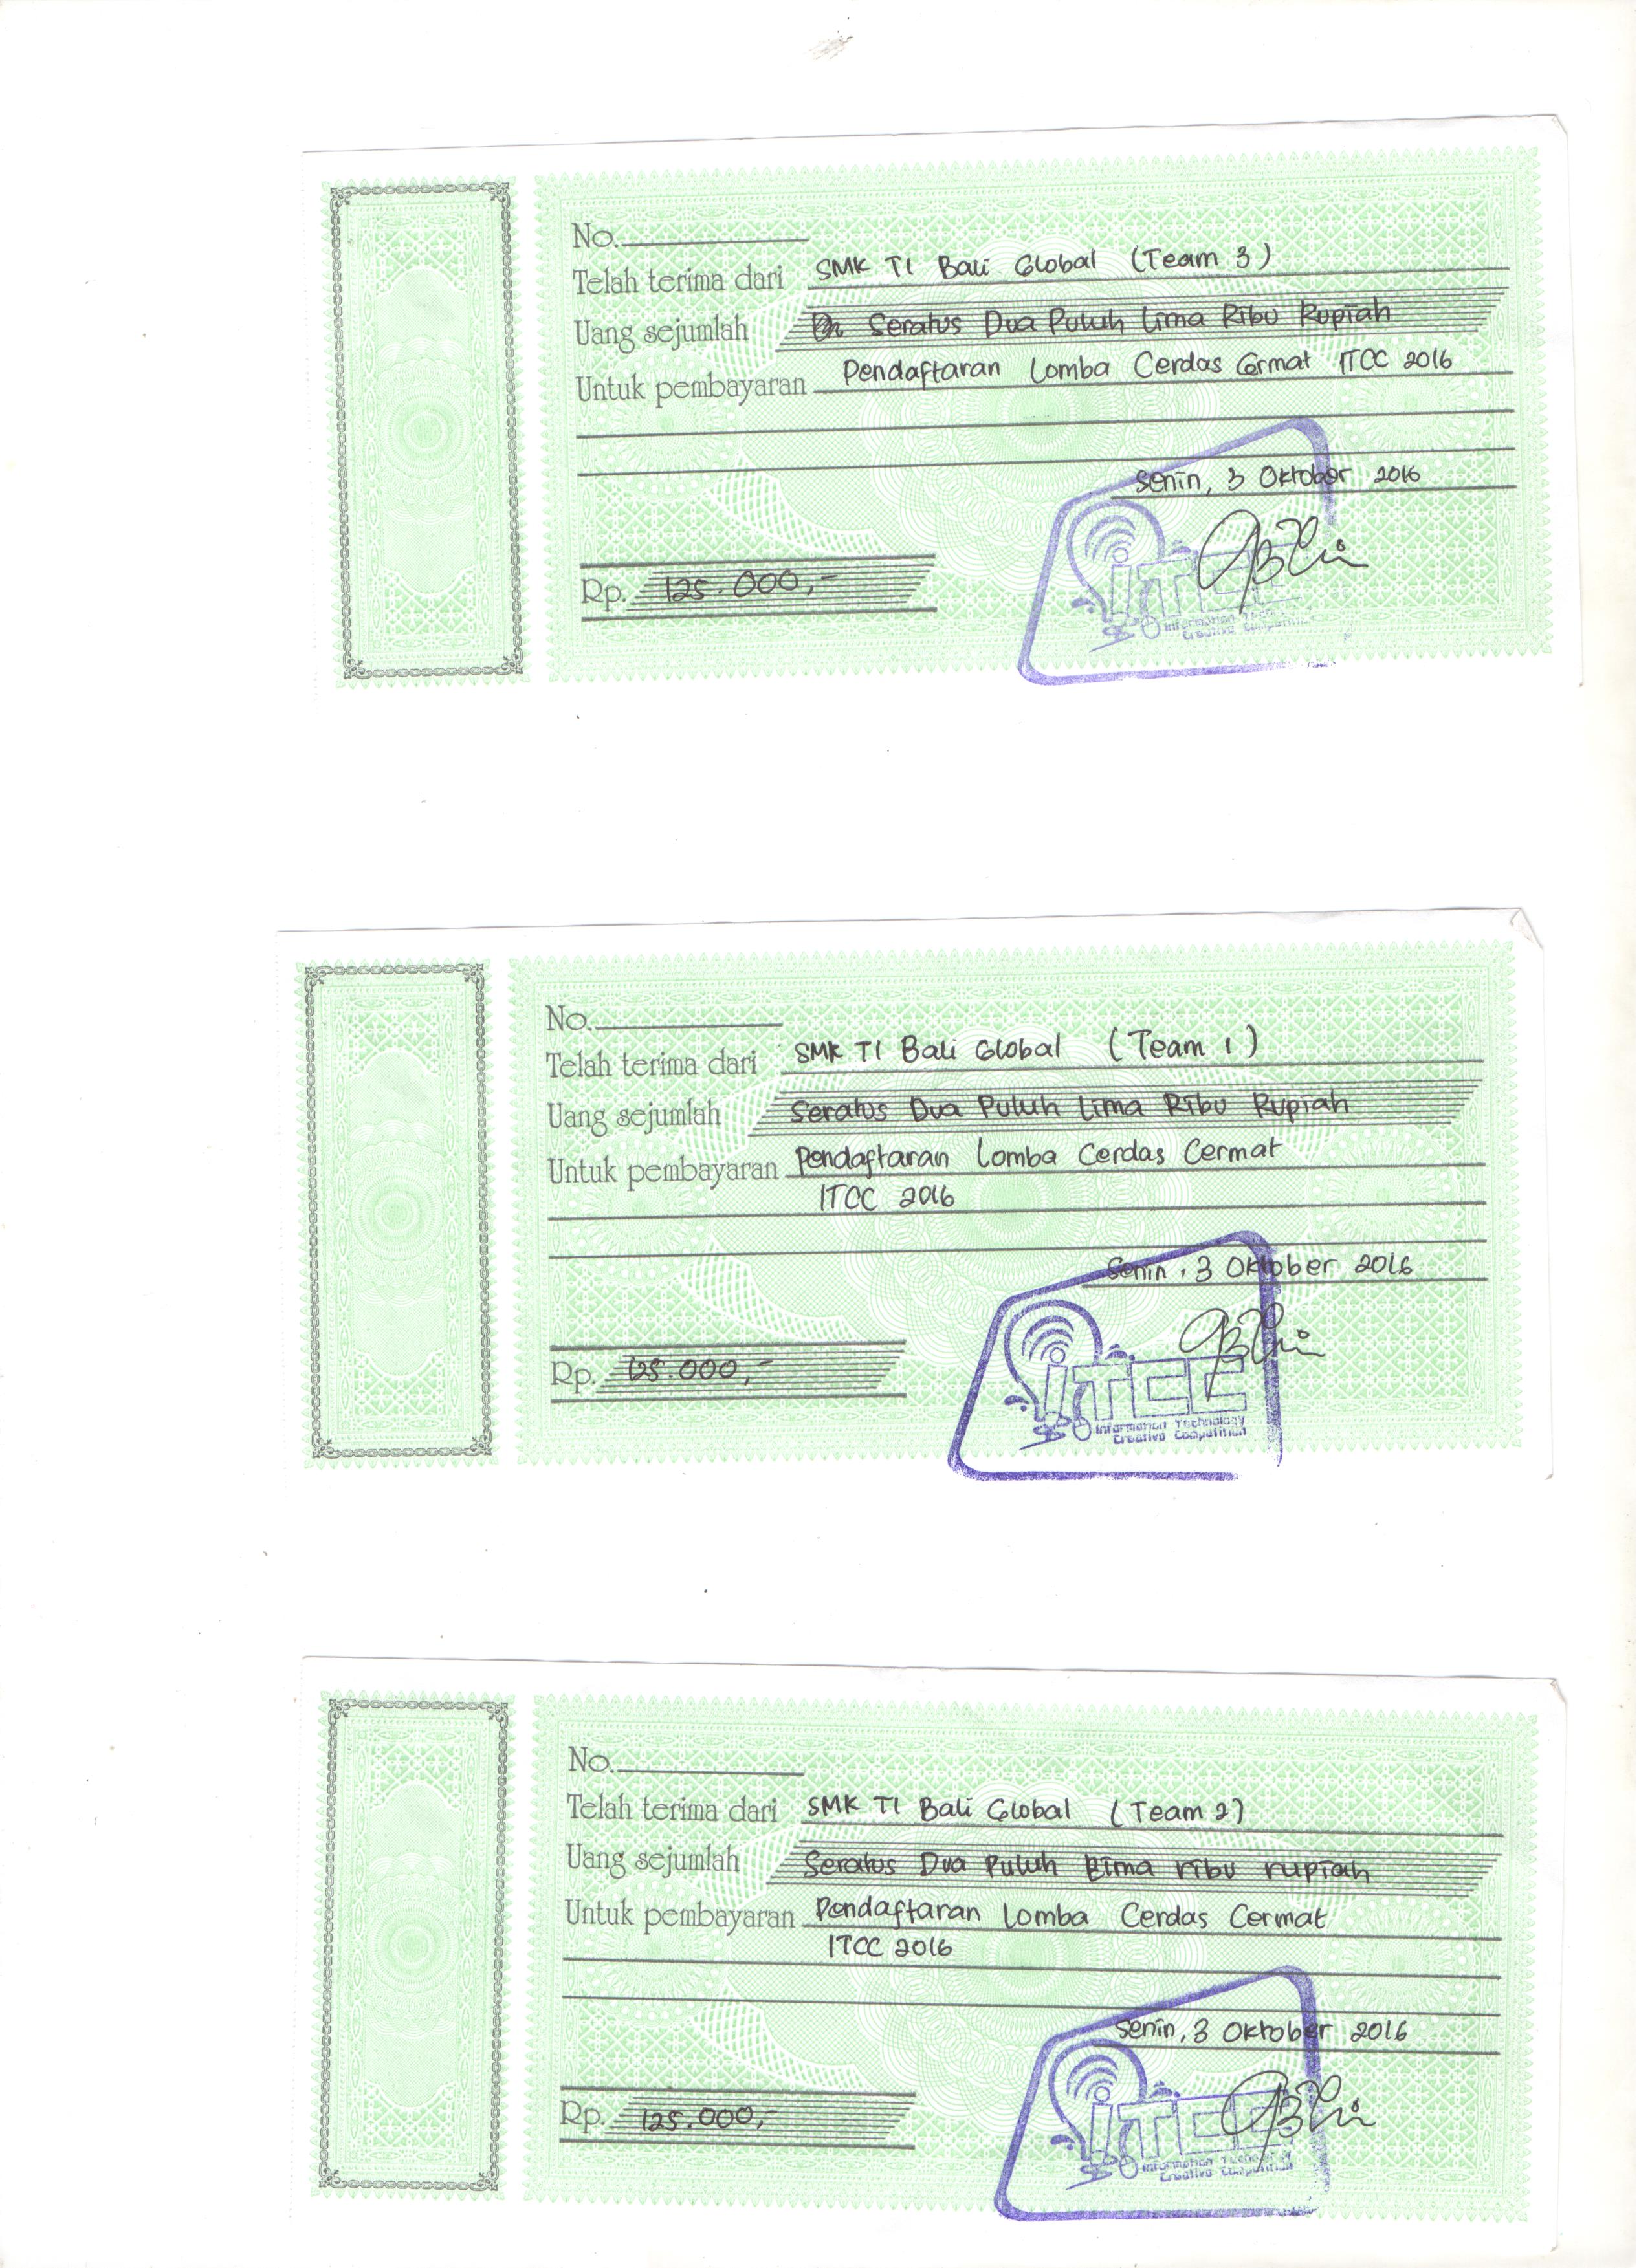 No.
Telah terima dari SMK TI Bali Global (Team 3)
Uang sejumlah Seratus Dua Puluh Lima Ribu Rupiah
Untuk pembayaran Pendaftaran Lomba Cerdas Cermat ITCC 2016
Senin, 3 Oktober 2016
Rp. 125.000,-
ITCC
Information
Creative
No.
Telah terima dari SMK TI Bali Global (Team 1)
Uang sejumlah Seratus Dua Puluh Lima Ribu Rupiah
Untuk pembayaran Pendaftaran Lomba Cerdas Cermat
ITCC 2016
Senin, 3 Oktober 2016
Rp. 125.000,-
ITCC
Information Technology
Creative Competition
No.
Telah terima dari SMK TI Bali Global (Team 2)
Uang sejumlah Seratus Dua Puluh Lima ribu rupiah
Untuk pembayaran Pendaftaran Lomba Cerdas Cermat
ITCC 2016
Senin, 3 Oktober 2016
Rp. 125.000,-
ITCC
Information Technology
Creative Competition